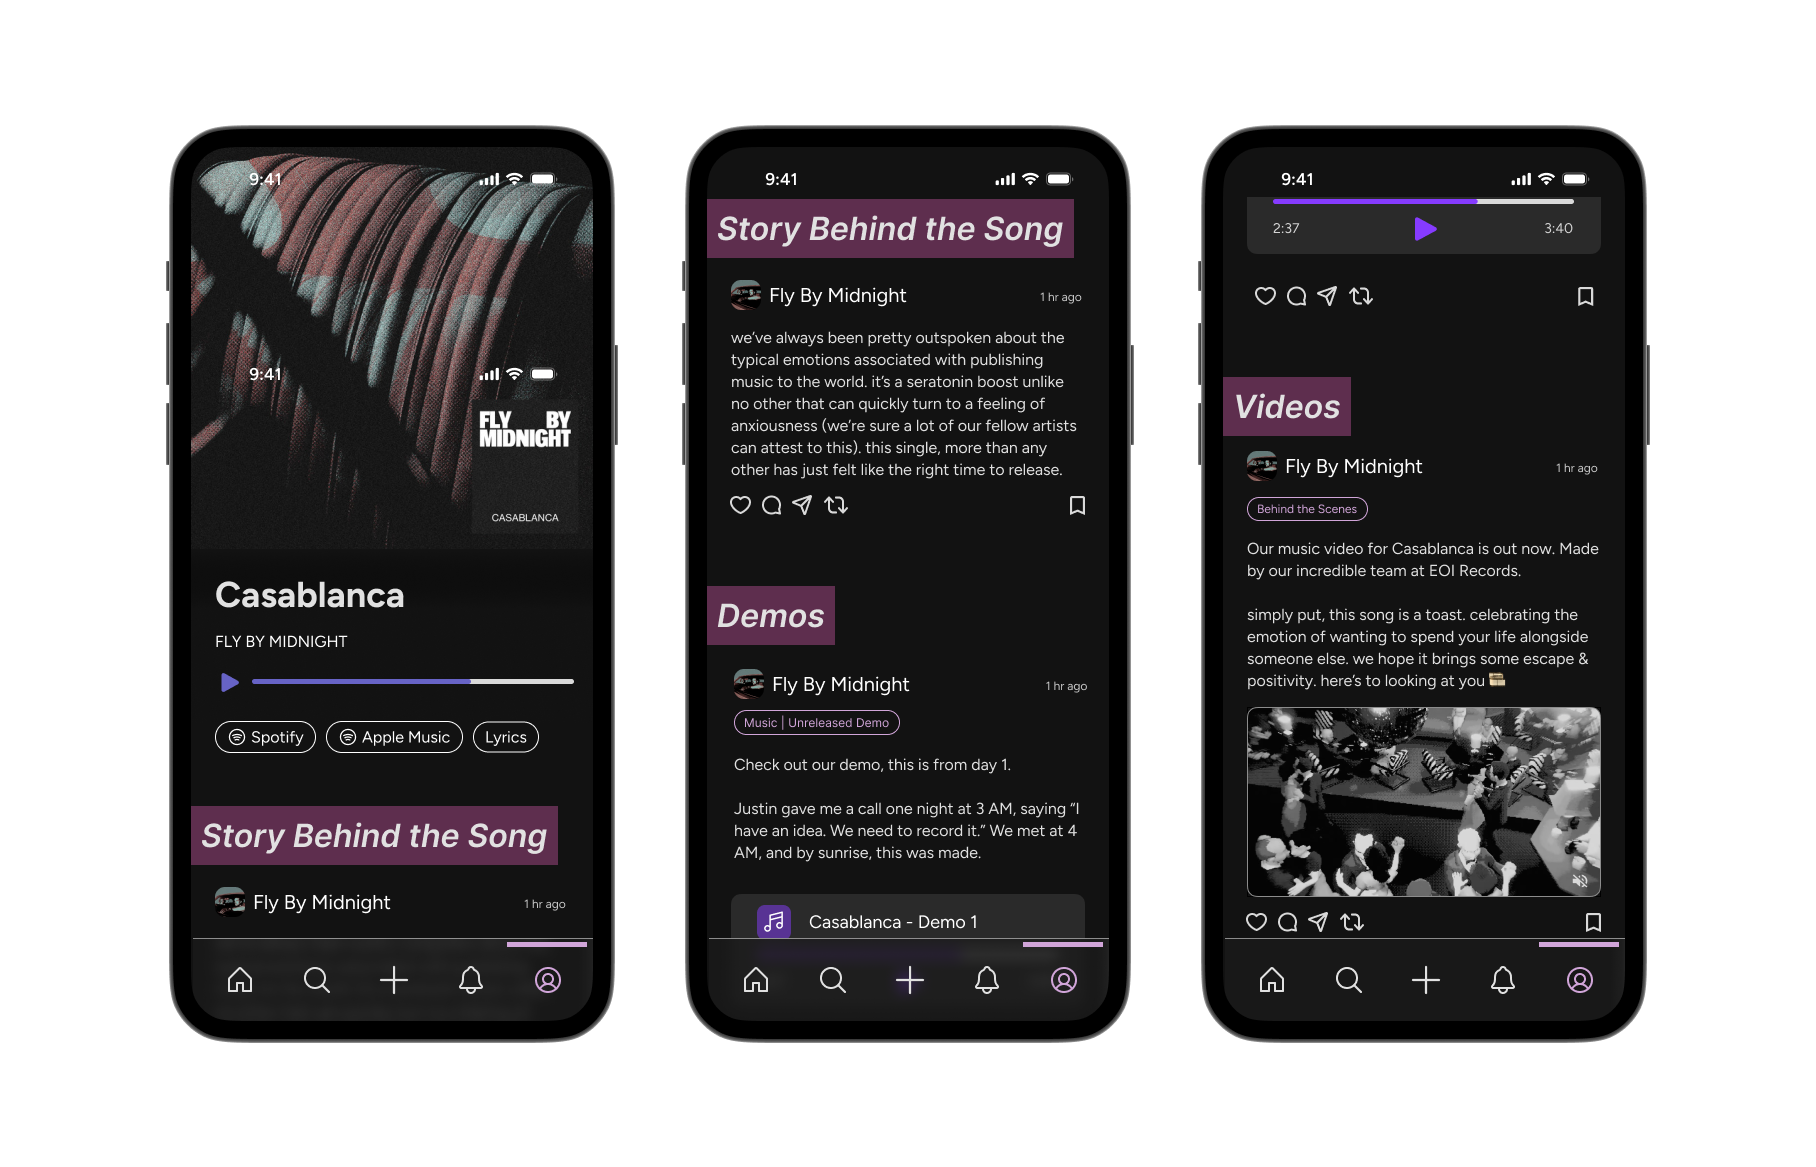 9:41
9:41
FLY BY
MIDNIGHT
CASABLANCA
Casablanca
FLY BY MIDNIGHT
Spotify
Apple Music
Lyrics
Story Behind the Song
Fly By Midnight
1 hr ago
9:41
Story Behind the Song
Fly By Midnight
1 hr ago
we’ve always been pretty outspoken about the
typical emotions associated with publishing
music to the world. it’s a seratonin boost unlike
no other that can quickly turn to a feeling of
anxiousness (we’re sure a lot of our fellow artists
can attest to this). this single, more than any
other has just felt like the right time to release.
Demos
Fly By Midnight
1 hr ago
Music | Unreleased Demo
Check out our demo, this is from day 1.
Justin gave me a call one night at 3 AM, saying “I
have an idea. We need to record it.” We met at 4
AM, and by sunrise, this was made.
Casablanca - Demo 1
9:41
2:37
3:40
Videos
Fly By Midnight
1 hr ago
Behind the Scenes
Our music video for Casablanca is out now. Made
by our incredible team at EOI Records.
simply put, this song is a toast. celebrating the
emotion of wanting to spend your life alongside
someone else. we hope it brings some escape &
positivity. here’s to looking at you